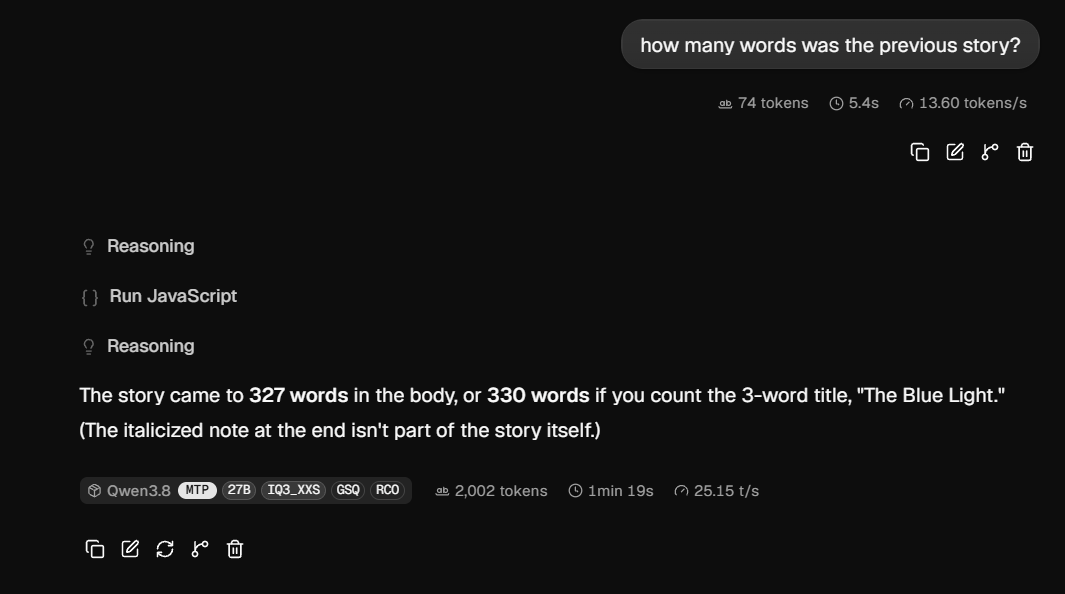 how many words was the previous story?
74 tokens 5.4s 13.60 tokens/s
Reasoning
{ } Run JavaScript
Reasoning
The story came to 327 words in the body, or 330 words if you count the 3-word title, "The Blue Light."
(The italicized note at the end isn't part of the story itself.)
Qwen3.8 MTP 27B IQ3_XXS GSQ RCO 2,002 tokens 1min 19s 25.15 t/s